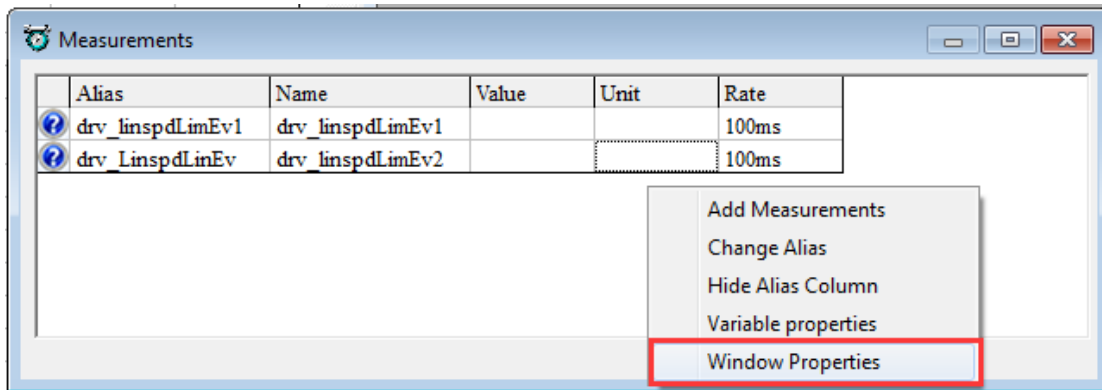 Measurements
Alias Name Value Unit Rate
drv_linspdLimEv1 drv_linspdLimEv1 100ms
drv_LinspdLinEv drv_linspdLimEv2 100ms
Add Measurements
Change Alias
Hide Alias Column
Variable properties
Window Properties